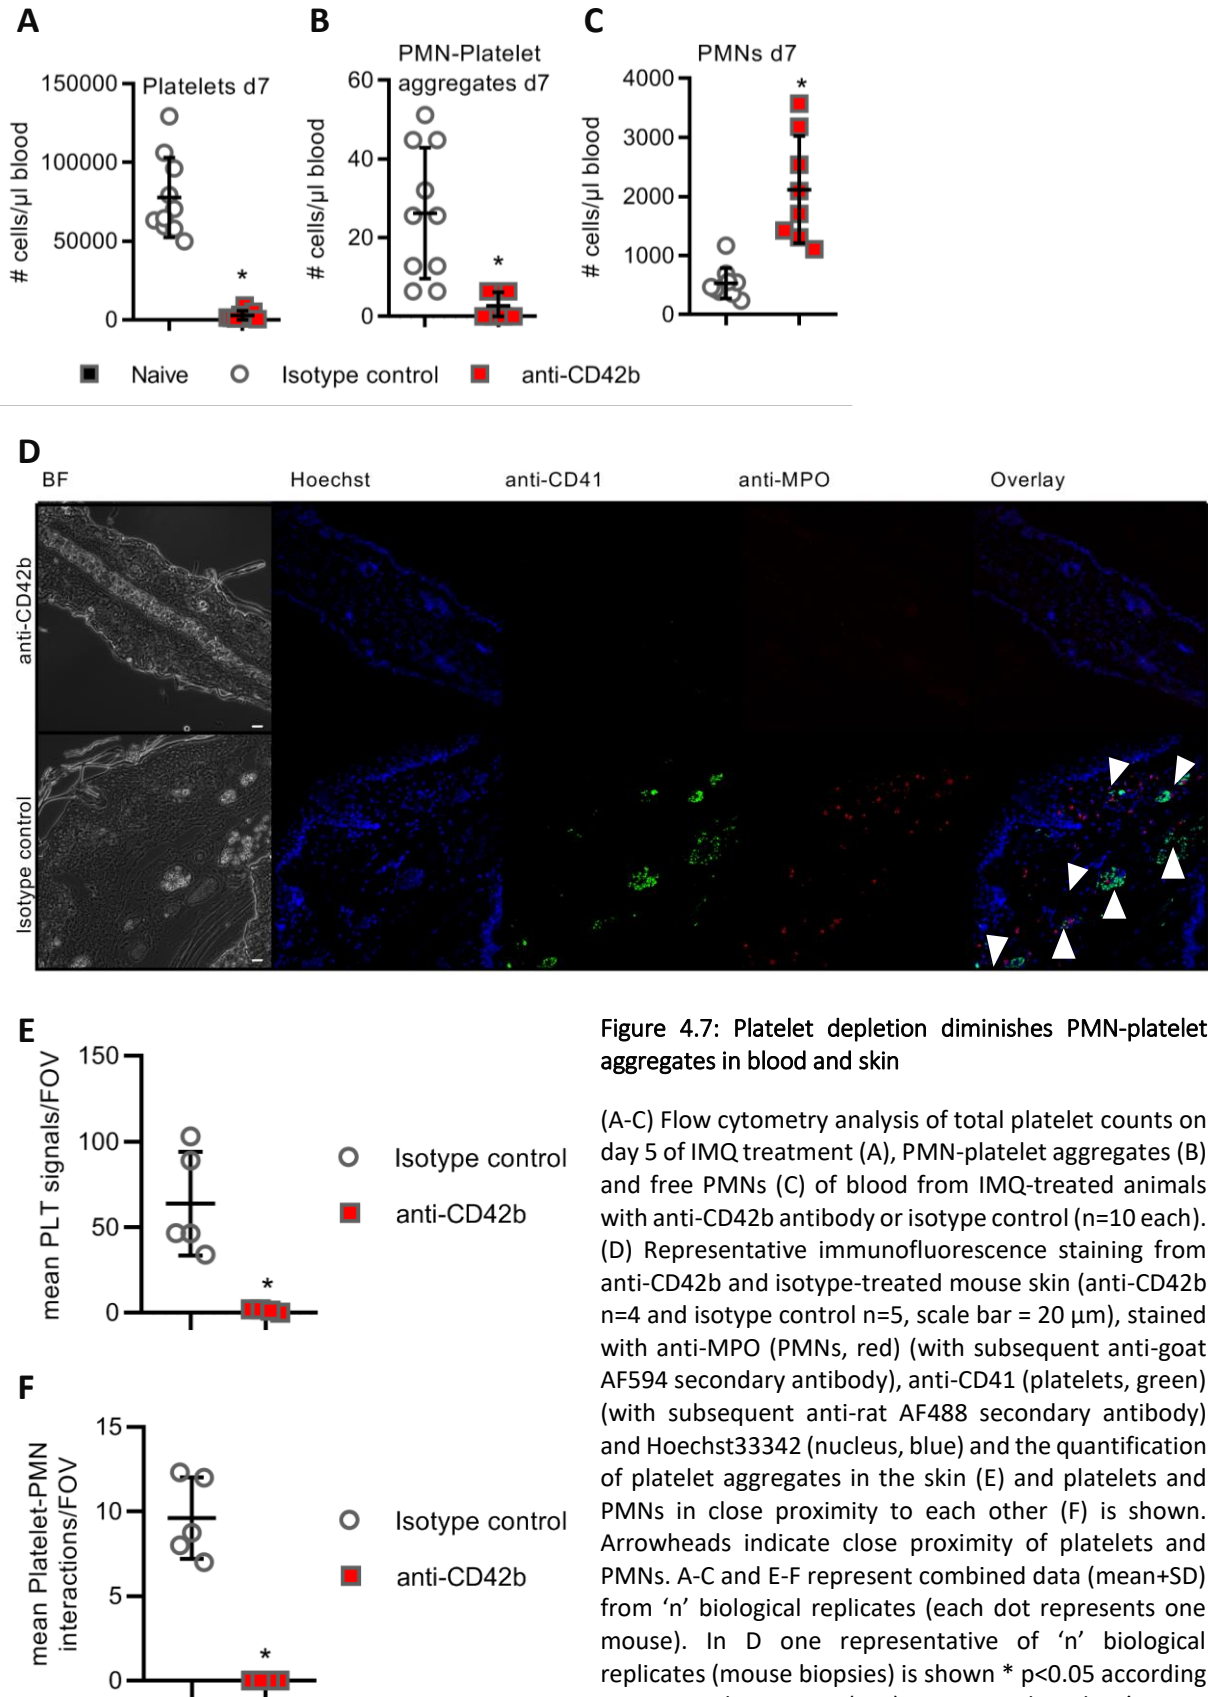 A
B
C
Platelets d7
PMN-Platelet
aggregates d7
PMNs d7
# cells/µl blood
150000
100000
50000
0
*
# cells/µl blood
60
40
20
0
*
# cells/µl blood
4000
3000
2000
1000
0
*
Naive
Isotype control
anti-CD42b
D
BF
Hoechst
anti-CD41
anti-MPO
Overlay
anti-CD42b
Isotype control
E
mean PLT signals/FOV
150
100
50
0
*
Isotype control
anti-CD42b
F
mean Platelet-PMN
interactions/FOV
15
10
5
0
*
Isotype control
anti-CD42b
Figure 4.7: Platelet depletion diminishes PMN-platelet
aggregates in blood and skin
(A-C) Flow cytometry analysis of total platelet counts on
day 5 of IMQ treatment (A), PMN-platelet aggregates (B)
and free PMNs (C) of blood from IMQ-treated animals
with anti-CD42b antibody or isotype control (n=10 each).
(D) Representative immunofluorescence staining from
anti-CD42b and isotype-treated mouse skin (anti-CD42b
n=4 and isotype control n=5, scale bar = 20 µm), stained
with anti-MPO (PMNs, red) (with subsequent anti-goat
AF594 secondary antibody), anti-CD41 (platelets, green)
(with subsequent anti-rat AF488 secondary antibody)
and Hoechst33342 (nucleus, blue) and the quantification
of platelet aggregates in the skin (E) and platelets and
PMNs in close proximity to each other (F) is shown.
Arrowheads indicate close proximity of platelets and
PMNs. A-C and E-F represent combined data (mean+SD)
from ‘n’ biological replicates (each dot represents one
mouse). In D one representative of ‘n’ biological
replicates (mouse biopsies) is shown * p<0.05 according